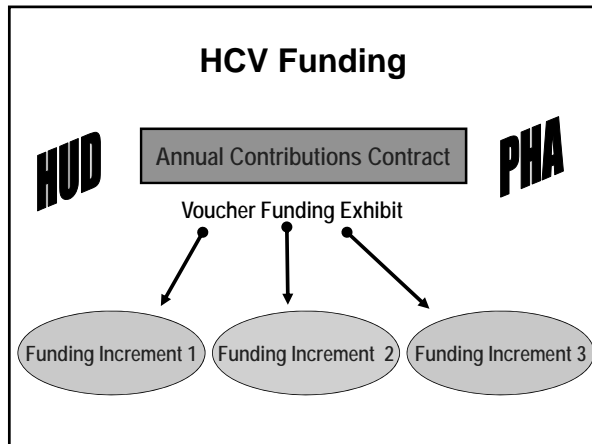 HCV Funding
HUD
Annual Contributions Contract
PHA
Voucher Funding Exhibit
Funding Increment 1
Funding Increment 2
Funding Increment 3